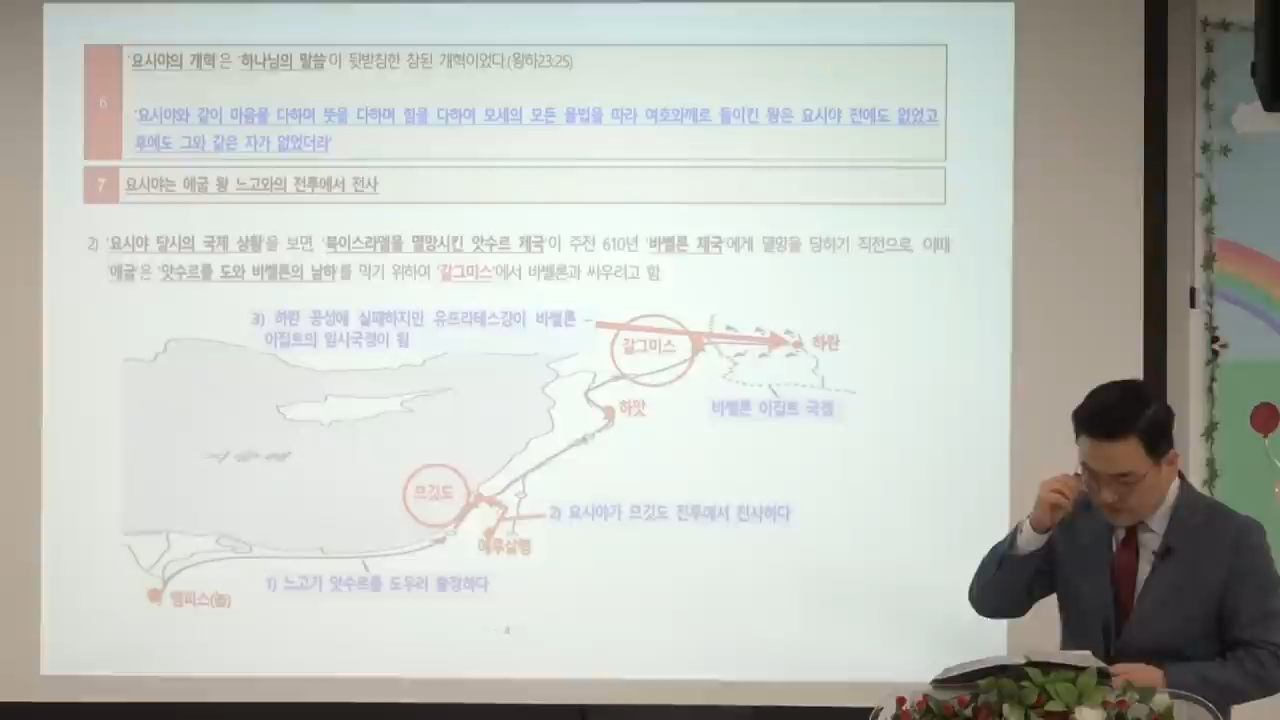 6
'요시야의 개혁'은 '하나님의 말씀'이 뒷받침한 참된 개혁이었다.(왕하23:25)
'요시야와 같이 마음을 다하며 뜻을 다하며 힘을 다하여 모세의 모든 율법을 따라 여호와께로 돌이킨 왕은 요시야 전에도 없었고
후에도 그와 같은 자가 없었더라'
7
요시야는 애굽 왕 느고와의 전투에서 전사
2) '요시야 당시의 국제 상황'을 보면 '북이스라엘을 멸망시킨 앗수르 제국'이 주전 610년 '바벨론 제국'에게 멸망을 당하기 직전으로, 이때
'애굽'은 '앗수르를 도와 바벨론의 남하'를 막기 위하여 '갈그미스'에서 바벨론과 싸우려고 함
3) 하란 공성에 실패하지만 유프라테스강이 바벨론
이집트의 임시국경이 됨
갈그미스
하란
하맛
바벨론 이집트 국경
므깃도
2) 요시야가 므깃도 전투에서 전사하다
예루살렘
1) 느고가 앗수르를 도우러 출정하다
멤피스(놉)